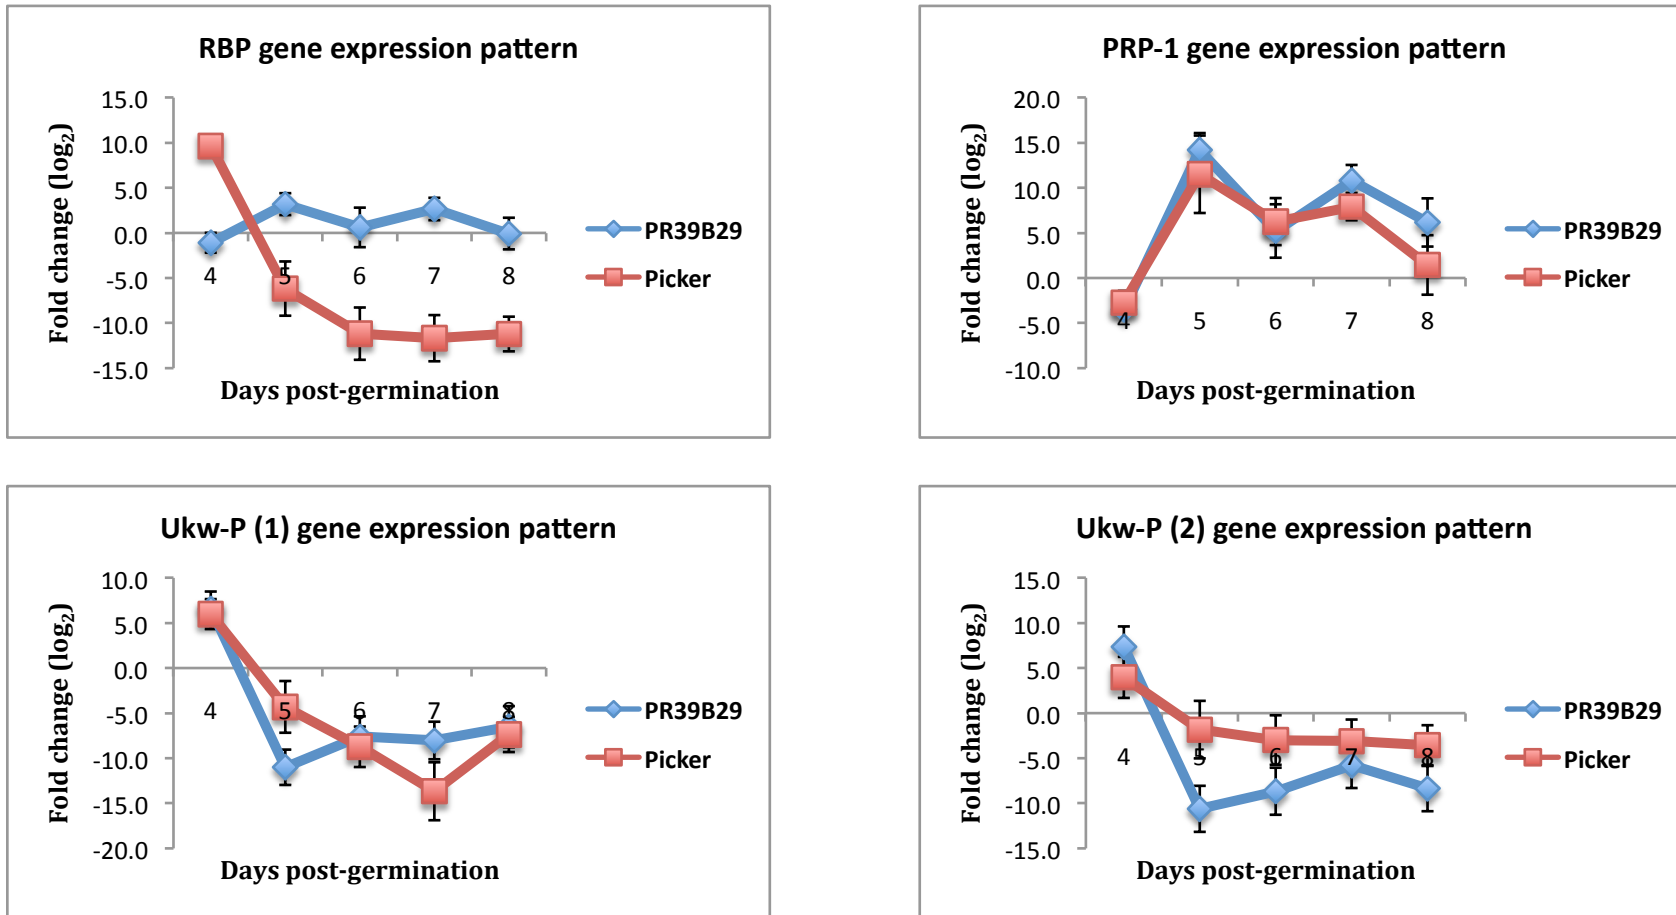 RBP gene expression pattern
Fold change (log2)
15.0
10.0
5.0
0.0
-5.0
-10.0
-15.0
4 5 6 7 8
Days post-germination
PR39B29
Picker
PRP-1 gene expression pattern
Fold change (log2)
20.0
15.0
10.0
5.0
0.0
-5.0
-10.0
4 5 6 7 8
Days post-germination
PR39B29
Picker
Ukw-P (1) gene expression pattern
Fold change (log2)
10.0
5.0
0.0
-5.0
-10.0
-15.0
-20.0
4 5 6 7 8
Days post-germination
PR39B29
Picker
Ukw-P (2) gene expression pattern
Fold change (log2)
15.0
10.0
5.0
0.0
-5.0
-10.0
-15.0
4 5 6 7 8
Days post-germination
PR39B29
Picker